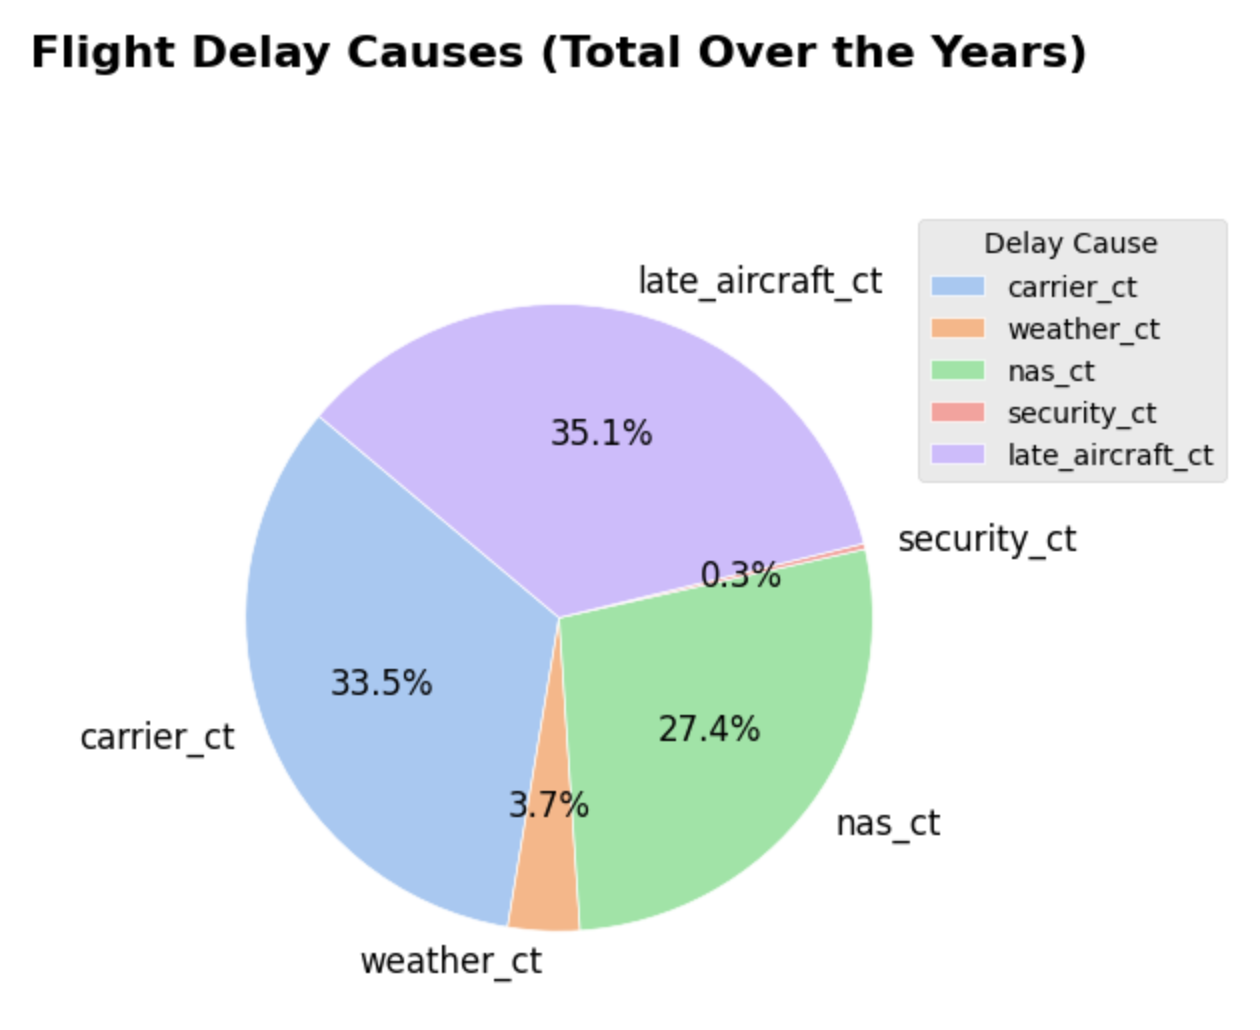 Flight Delay Causes (Total Over the Years)
Delay Cause
carrier_ct
weather_ct
nas_ct
security_ct
late_aircraft_ct
late_aircraft_ct
35.1%
security_ct
0.3%
33.5%
carrier_ct
27.4%
3.7%
nas_ct
weather_ct